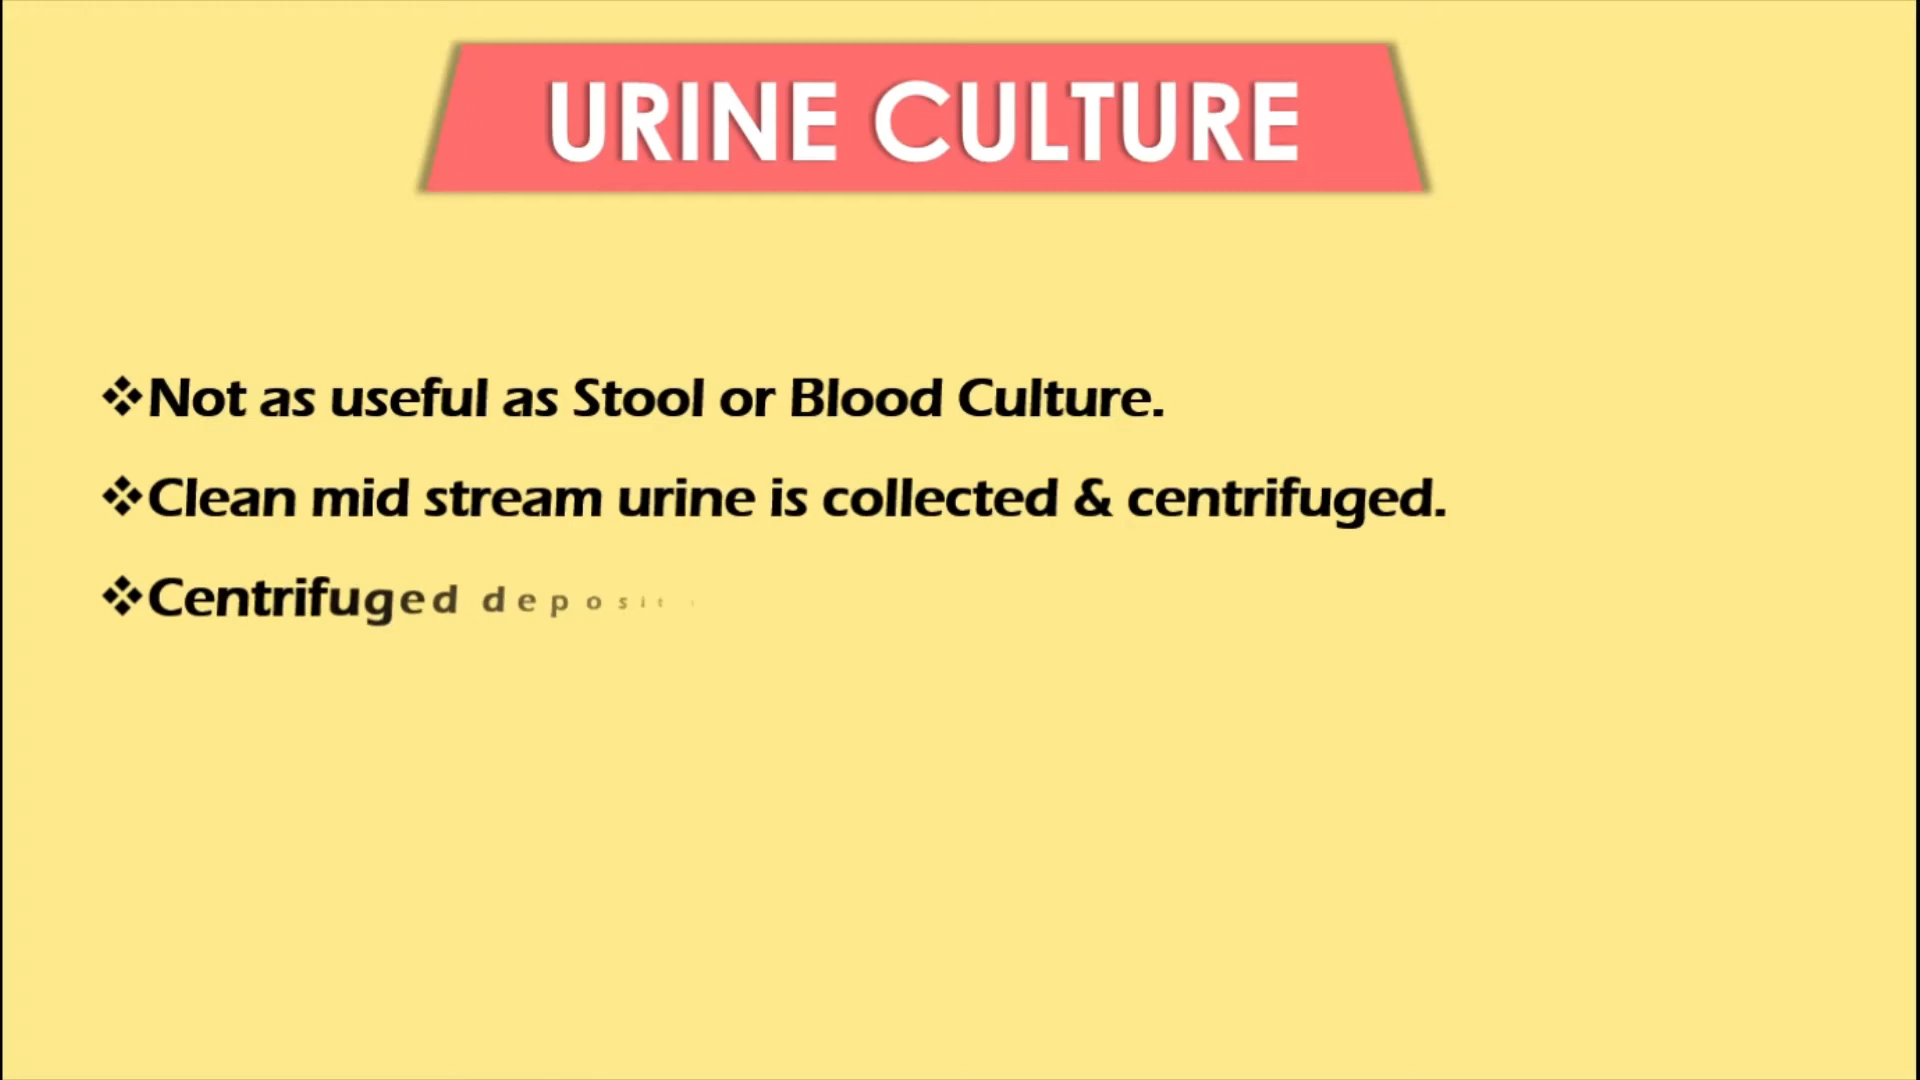 URINE CULTURE
❖Not as useful as Stool or Blood Culture.
❖Clean mid stream urine is collected & centrifuged.
❖Centrifuged deposit